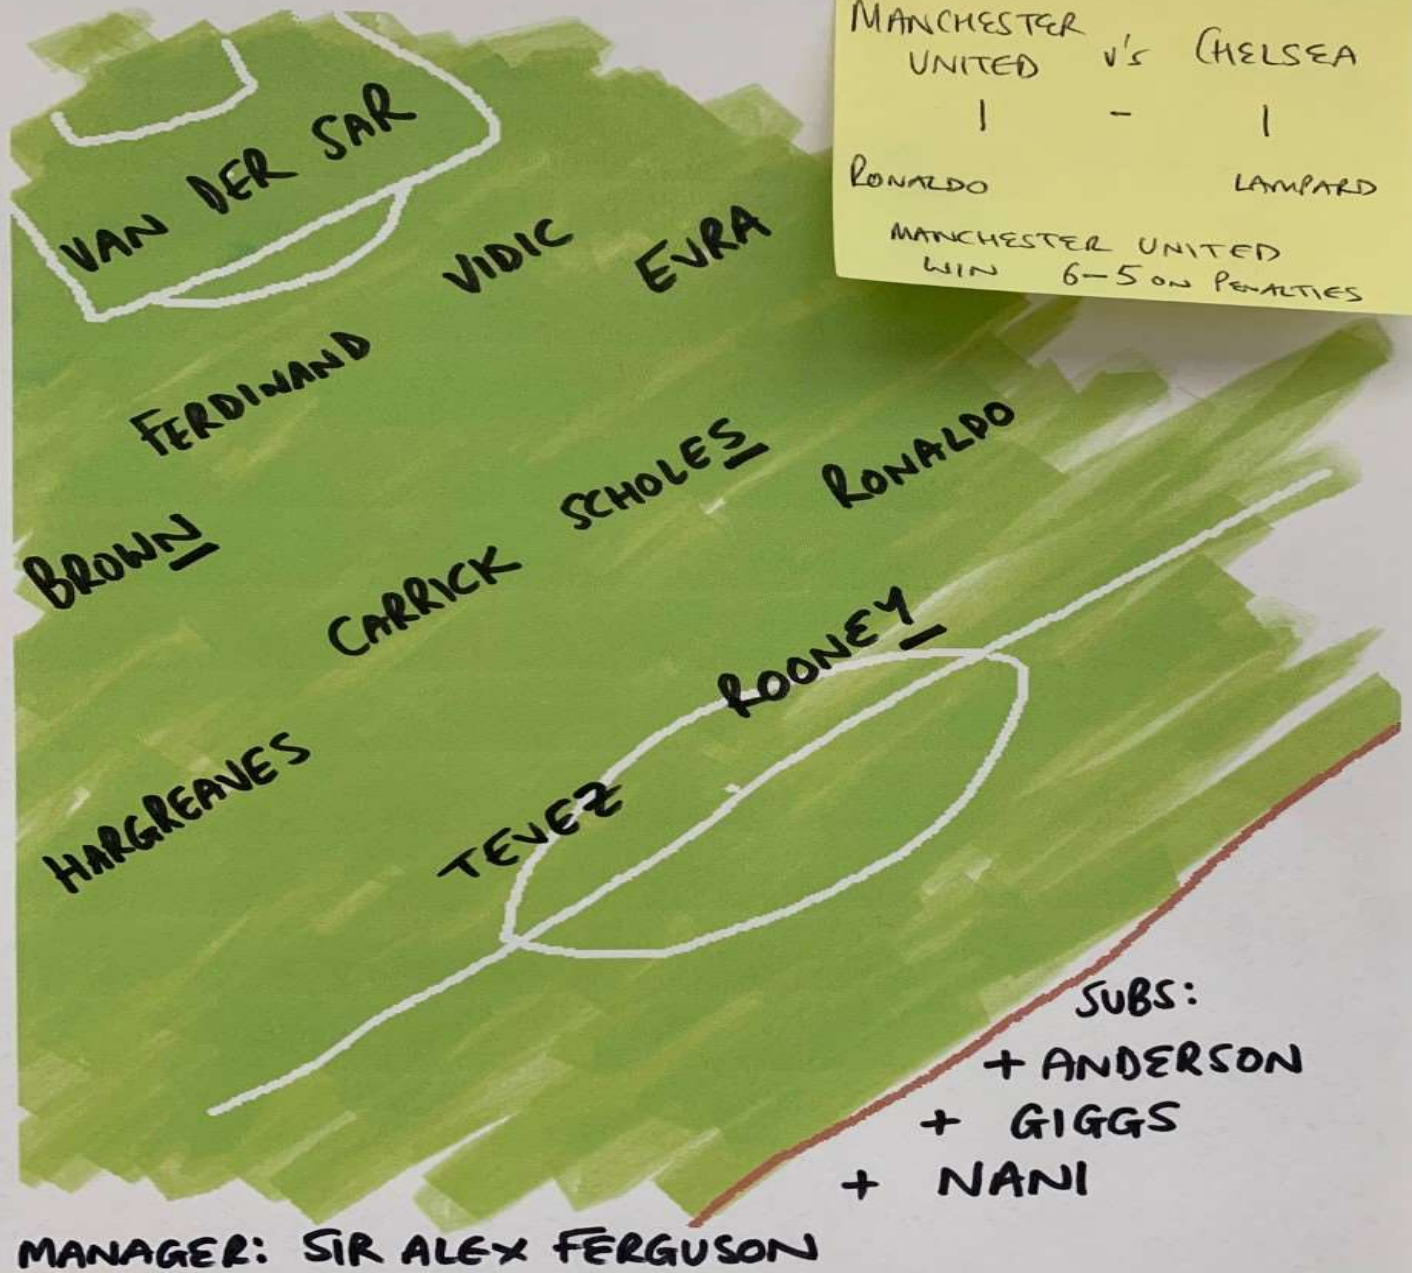 MANCHESTER UNITED v's CHELSEA
1 - 1
RONALDO LAMPARD
MANCHESTER UNITED
WIN 6-5 ON PENALTIES
VAN DER SAR
VIDIC
EVRA
FERDINAND
BROWN
CARRICK
SCHOLES
RONALDO
HARGREAVES
TEVEZ
ROONEY
SUBS:
+ ANDERSON
+ GIGGS
+ NANI
MANAGER: SIR ALEX FERGUSON